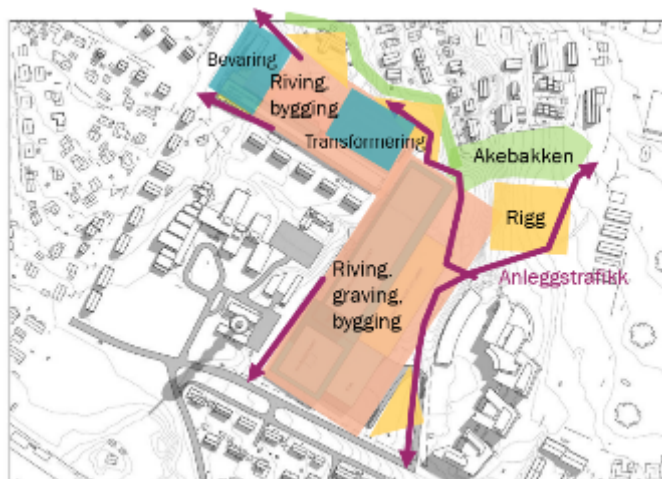 Bevaring
Riving,
bygging
Transformering
Akebakken
Rigg
Anleggstrafikk
Riving,
graving,
bygging